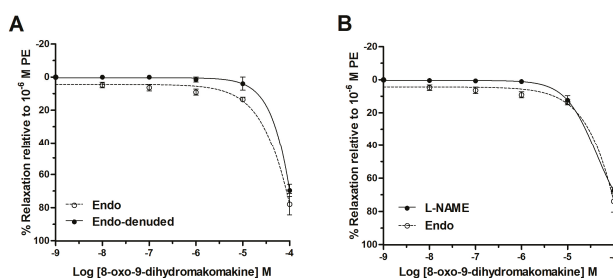 A
% Relaxation relative to 10-6 M PE
-20
0
20
40
60
80
100
Endo
Endo-denuded
-9 -8 -7 -6 -5 -4
Log [8-oxo-9-dihydromakomakine] M
B
% Relaxation relative to 10-6 M PE
-20
0
20
40
60
80
100
L-NAME
Endo
-9 -8 -7 -6 -5 -4
Log [8-oxo-9-dihydromakomakine] M